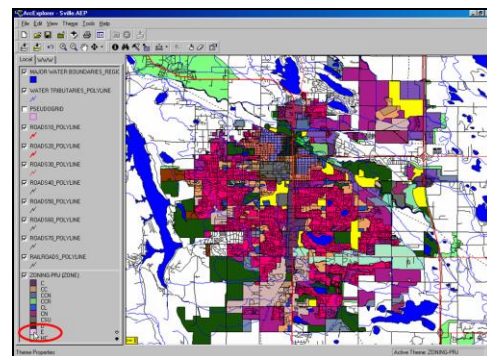 ArcExplorer - Sville.AEP
File Edit View Theme Tools Help
Local WWW
MAJOR WATER BOUNDARIES_REGIO
WATER TRIBUTARIES_POLYLINE
PSEUDOGRID
ROADS10_POLYLINE
ROADS20_POLYLINE
ROADS30_POLYLINE
ROADS40_POLYLINE
ROADS50_POLYLINE
ROADS60_POLYLINE
ROADS70_POLYLINE
RAILROADS_POLYLINE
ZONING-PRJ (ZONE)
C
CC
CCN
CCR
CL
CN
CSU
D
E
Theme Properties
Active Theme: ZONING-PRJ